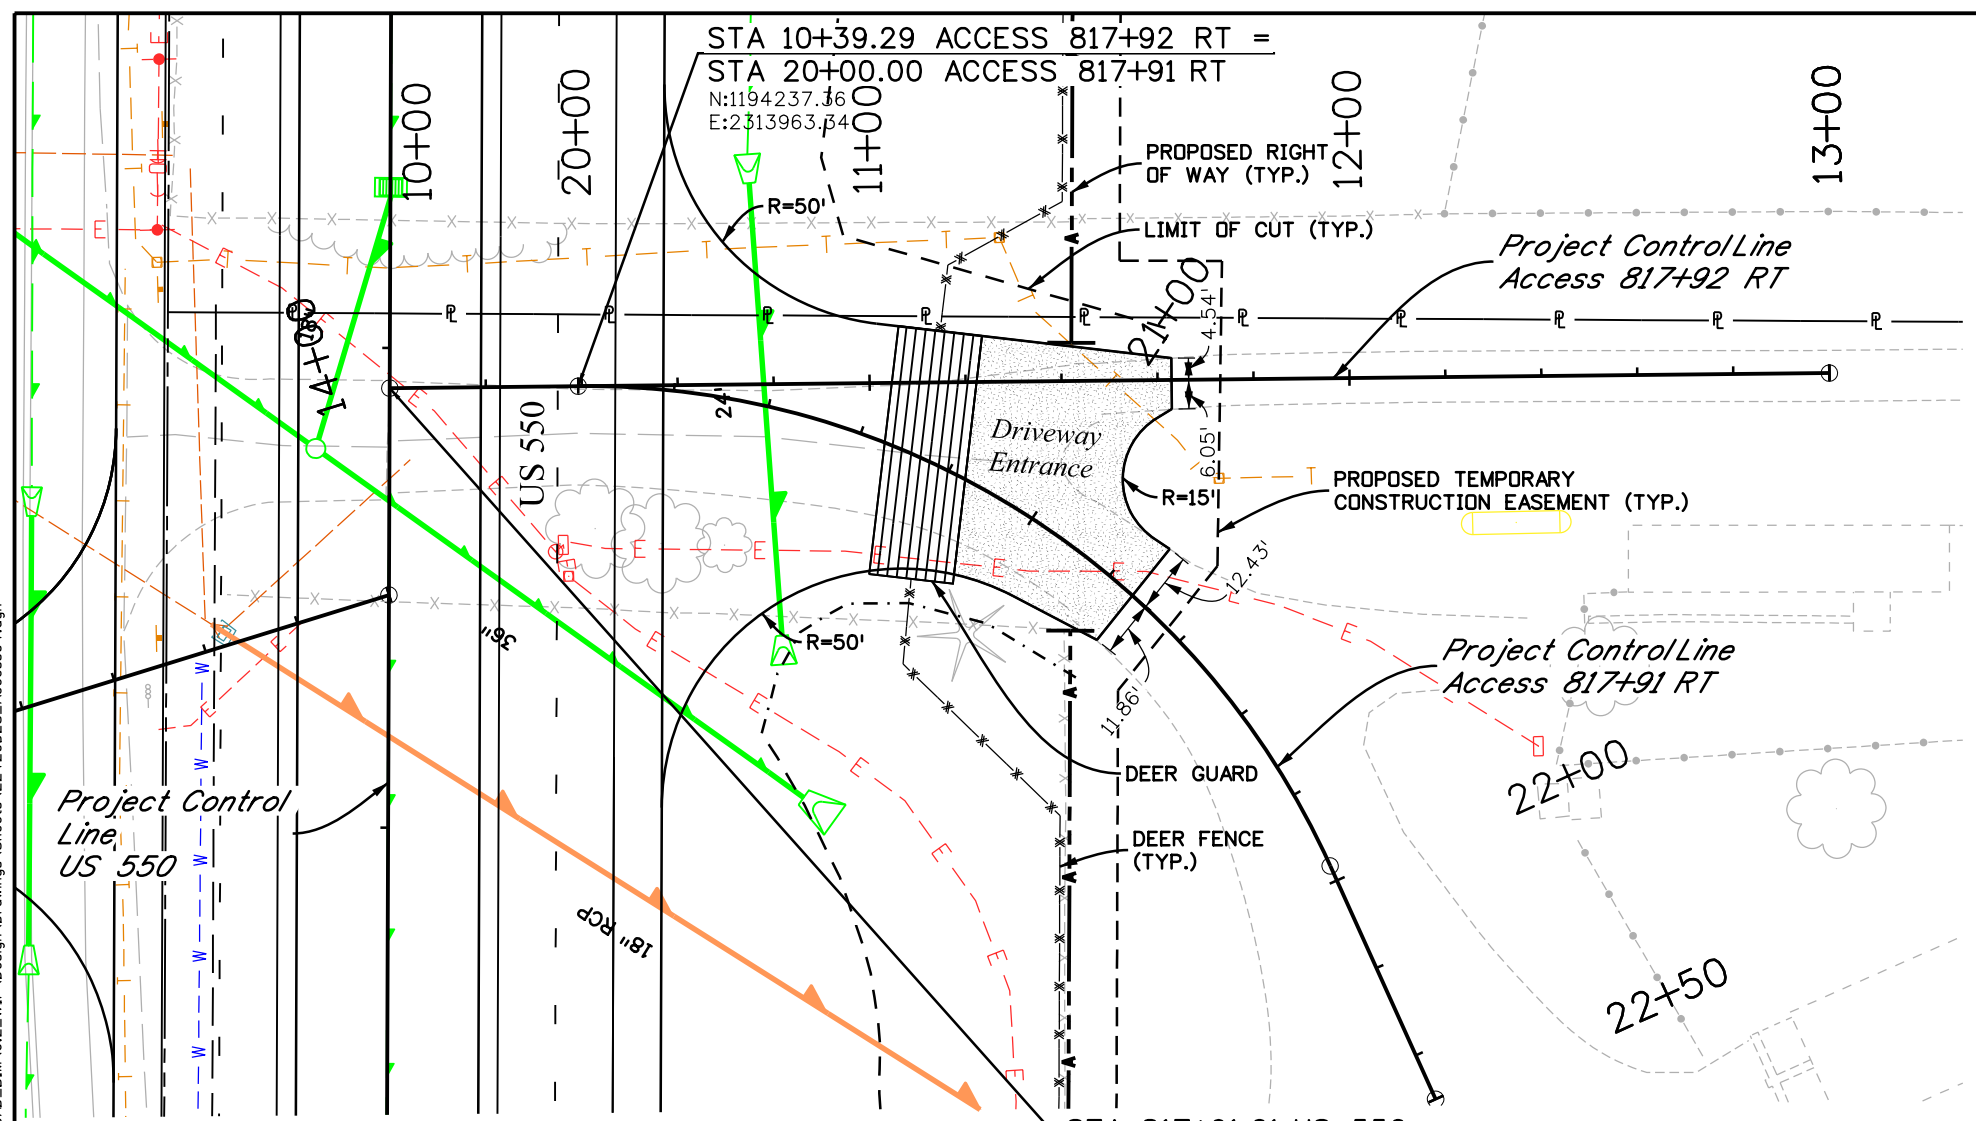 STA 10+39.29 ACCESS 817+92 RT =
STA 20+00.00 ACCESS 817+91 RT
N:1194237.36
E:2313963.34
10+00
20+00
11+00
12+00
13+00
PROPOSED RIGHT
OF WAY (TYP.)
R=50'
LIMIT OF CUT (TYP.)
Project Control Line
Access 817+92 RT
21+00
4.54'
14+00
18"
24"
US 550
Driveway
Entrance
6.05'
R=15'
PROPOSED TEMPORARY
CONSTRUCTION EASEMENT (TYP.)
12.43'
36"
R=50'
11.86'
Project Control Line
Access 817+91 RT
DEER GUARD
22+00
Project Control
Line
US 550
DEER FENCE
(TYP.)
18" RCP
22+50